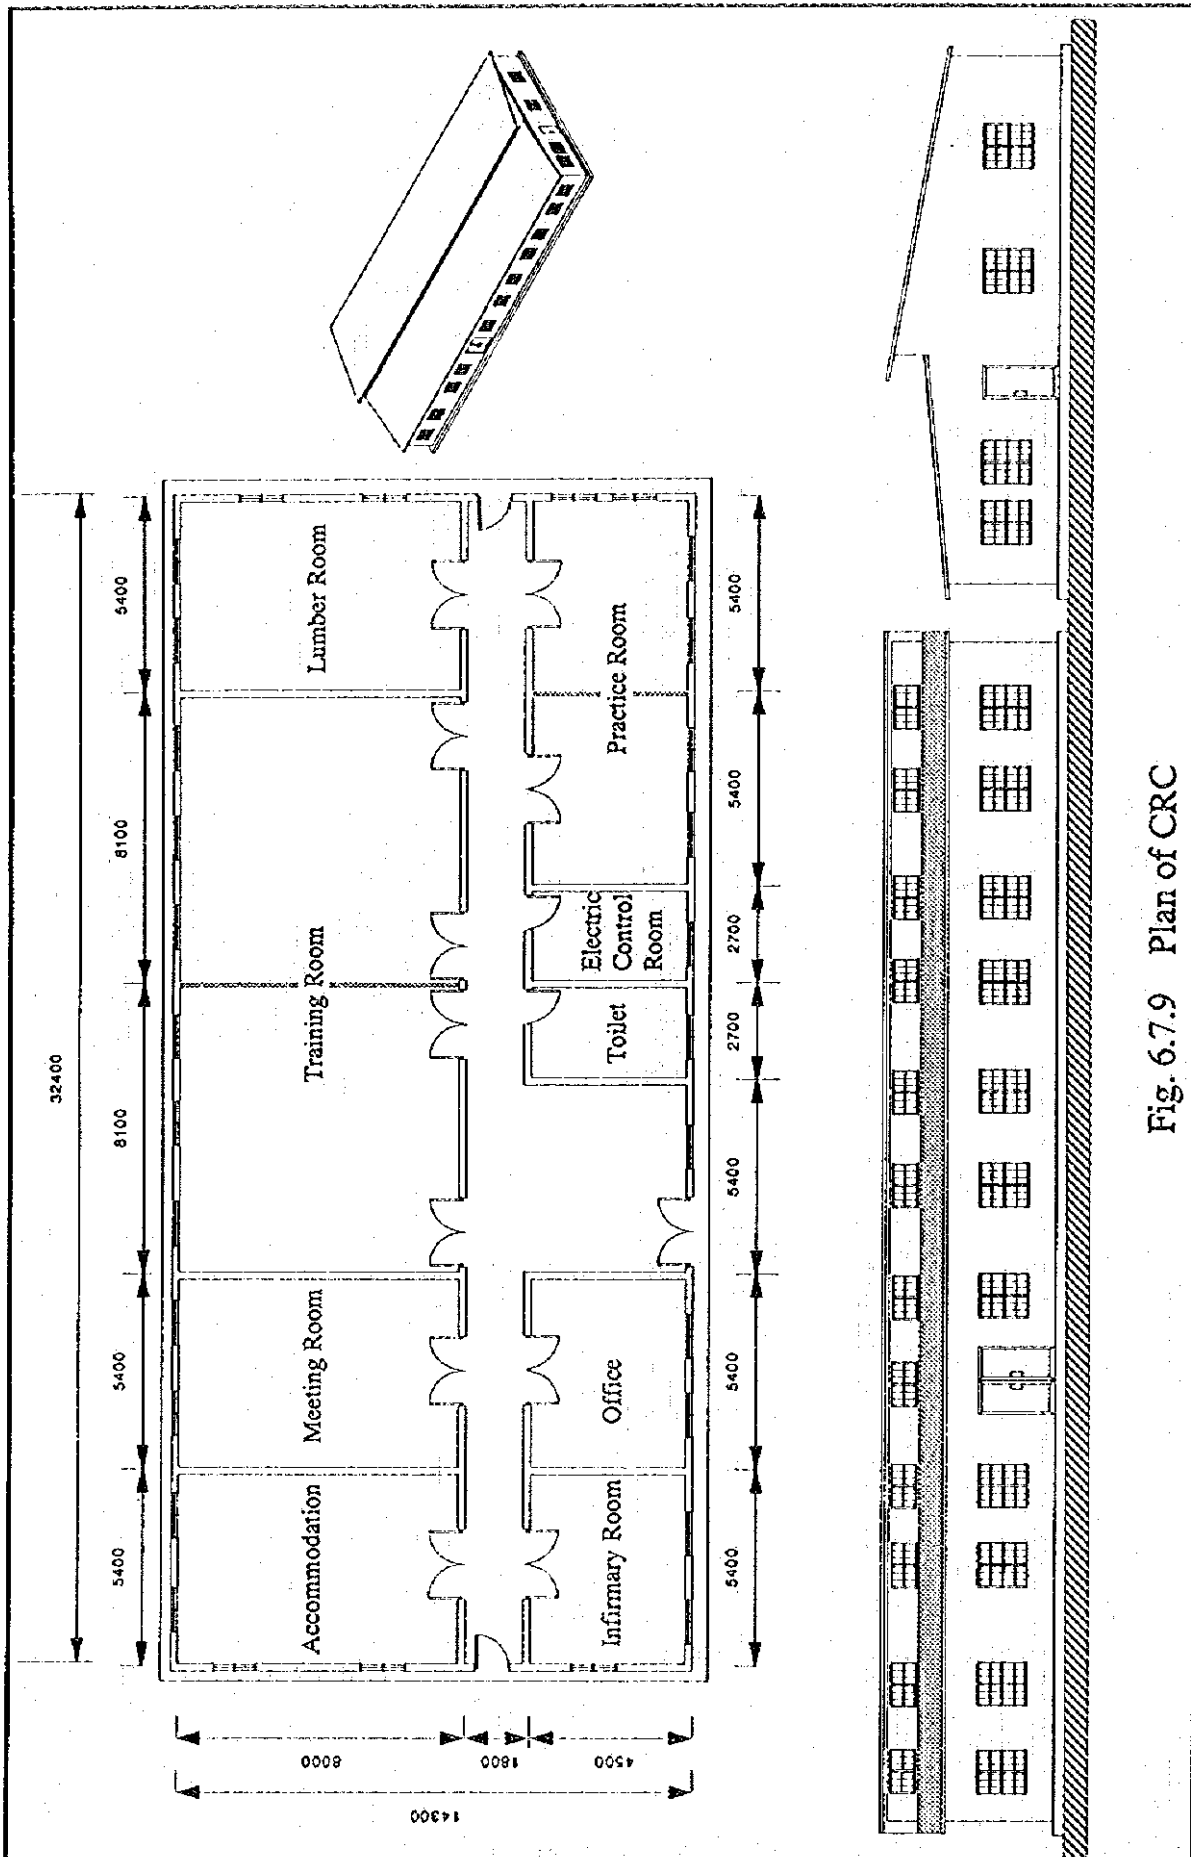 32400
5400
8100
8100
5400
5400
Accommodation
Meeting Room
Training Room
Lumber Room
Infirmary Room
Office
Toilet
Electric
Control
Room
Practice Room
5400
5400
5400
2700
2700
5400
5400
14300
8000
1800
4500
Fig. 6.7.9 Plan of CRC